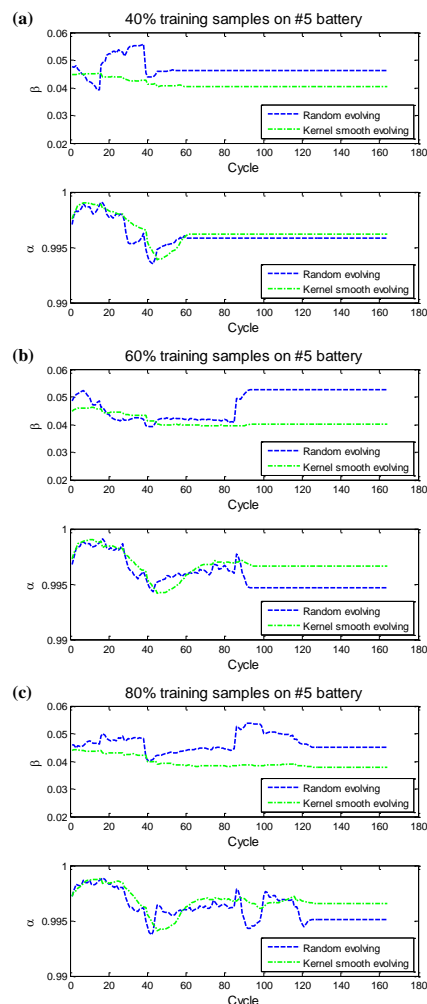 (a)
40% training samples on #5 battery
0.06
0.05
0.04
0.03
0.02
β
Random evolving
Kernel smooth evolving
0 20 40 60 80 100 120 140 160 180
Cycle
1
0.995
0.99
α
Random evolving
Kernel smooth evolving
0 20 40 60 80 100 120 140 160 180
Cycle
(b)
60% training samples on #5 battery
0.06
0.05
0.04
0.03
0.02
β
Random evolving
Kernel smooth evolving
0 20 40 60 80 100 120 140 160 180
Cycle
1
0.995
0.99
α
Random evolving
Kernel smooth evolving
0 20 40 60 80 100 120 140 160 180
Cycle
(c)
80% training samples on #5 battery
0.06
0.05
0.04
0.03
0.02
β
Random evolving
Kernel smooth evolving
0 20 40 60 80 100 120 140 160 180
Cycle
1
0.995
0.99
α
Random evolving
Kernel smooth evolving
0 20 40 60 80 100 120 140 160 180
Cycle